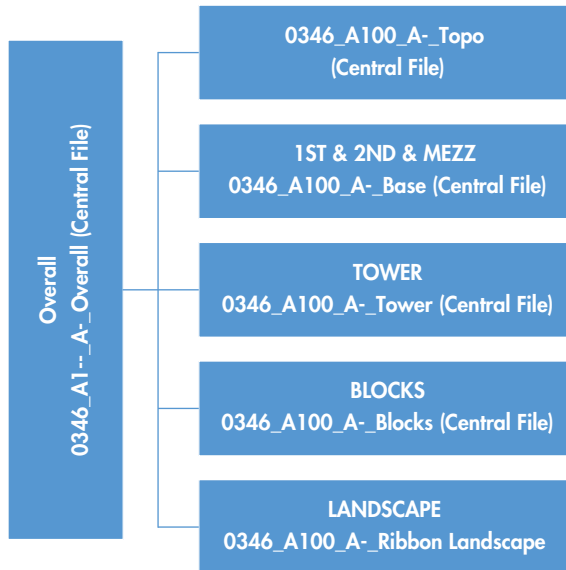 Overall
0346_A1--_A-_Overall (Central File)
0346_A100_A-_Topo
(Central File)
1ST & 2ND & MEZZ
0346_A100_A-_Base (Central File)
TOWER
0346_A100_A-_Tower (Central File)
BLOCKS
0346_A100_A-_Blocks (Central File)
LANDSCAPE
0346_A100_A-_Ribbon Landscape